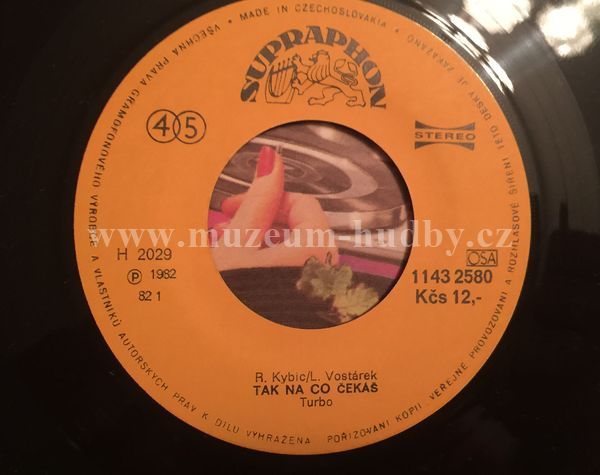 VŠECHNA PRÁVA GRAMOFONOVÉHO VÝROBCE A VLASTNÍKŮ AUTORSKÝCH PRÁV K DÍLU VYHRAŽENA POŘIZOVÁNÍ KOPIÍ, VEŘEJNÉ PROVOZOVÁNÍ A ROZHLASOVÉ ŠÍŘENÍ TÉTO DESKY JE ZAKÁZÁNO
• MADE IN CZECHOSLOVAKIA •
SUPRAPHON
45
STEREO
www.muzeum-hudby.cz
H 2029
OSA
Ⓟ 1982
1143 2580
82 1
Kčs 12,-
R. Kybic/L. Vostárek
TAK NA CO ČEKÁŠ
Turbo